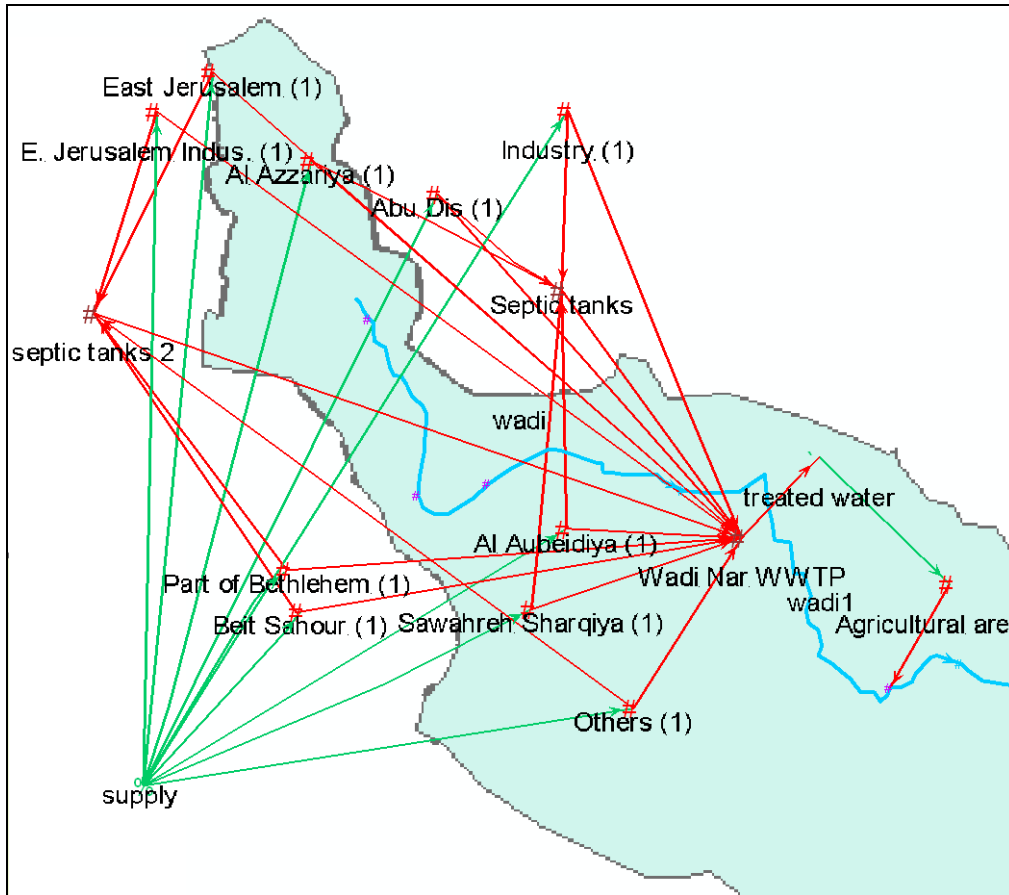 East Jerusalem (1)
E. Jerusalem Indus. (1)
Industry (1)
Al Azzariya (1)
Abu Dis (1)
Septic tanks
septic tanks 2
wadi
treated water
Al Aubeidiya (1)
Part of Bethlehem (1)
Wadi Nar WWTP
wadi1
Beit Sahour (1)
Sawahreh Sharqiya (1)
Agricultural are
Others (1)
supply